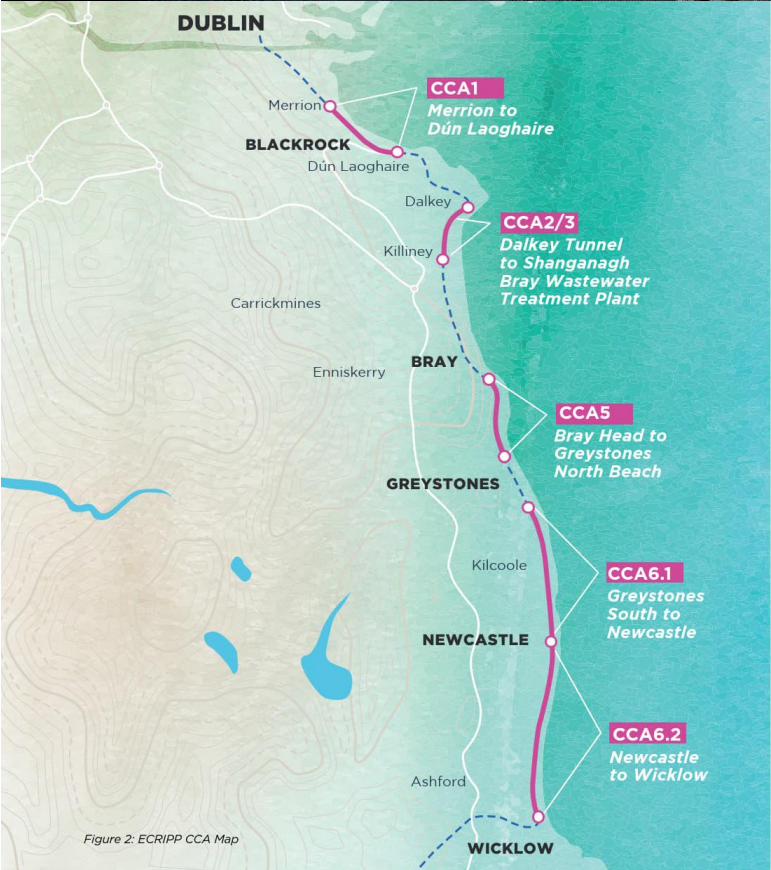 DUBLIN
CCA1
Merrion
Merrion to
Dún Laoghaire
BLACKROCK
Dún Laoghaire
Dalkey
CCA2/3
Dalkey Tunnel
to Shanganagh
Bray Wastewater
Treatment Plant
Killiney
Carrickmines
BRAY
Enniskerry
CCA5
Bray Head to
Greystones
North Beach
GREYSTONES
Kilcoole
CCA6.1
Greystones
South to
Newcastle
NEWCASTLE
CCA6.2
Newcastle
to Wicklow
Ashford
Figure 2: ECRIPP CCA Map
WICKLOW